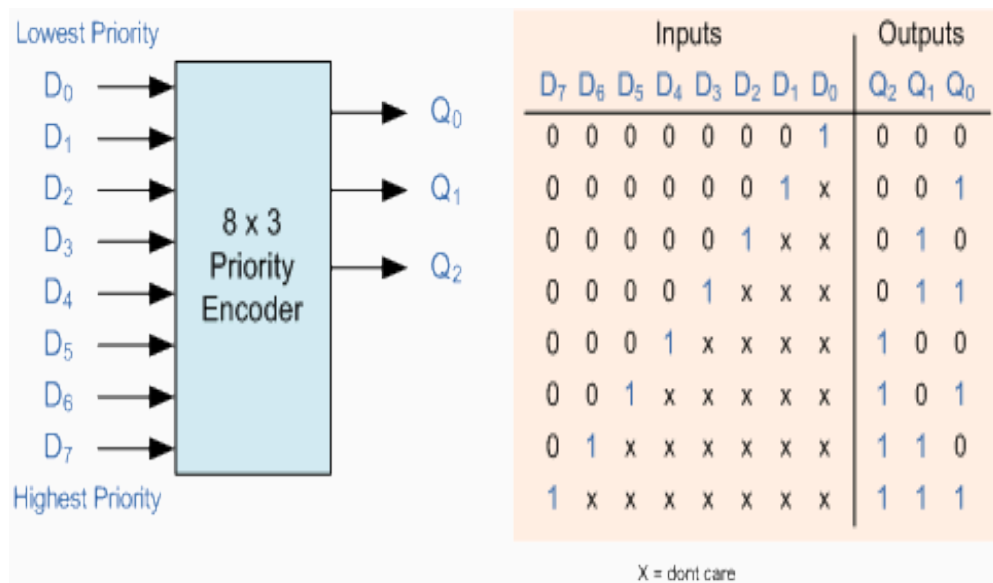 Lowest Priority
D0
D1
D2
D3
D4
D5
D6
D7
Highest Priority
8 x 3
Priority
Encoder
Q0
Q1
Q2
Inputs Outputs
D7 D6 D5 D4 D3 D2 D1 D0 Q2 Q1 Q0
0 0 0 0 0 0 0 1 0 0 0
0 0 0 0 0 0 1 x 0 0 1
0 0 0 0 0 1 x x 0 1 0
0 0 0 0 1 x x x 0 1 1
0 0 0 1 x x x x 1 0 0
0 0 1 x x x x x 1 0 1
0 1 x x x x x x 1 1 0
1 x x x x x x x 1 1 1
X = dont care